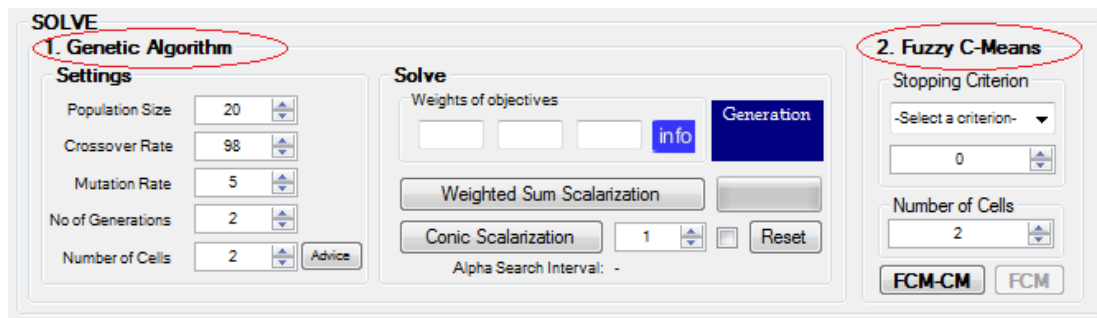 SOLVE
1. Genetic Algorithm
Settings
Population Size 20
Crossover Rate 98
Mutation Rate 5
No of Generations 2
Number of Cells 2 Advice
Solve
Weights of objectives
info
Generation
Weighted Sum Scalarization
Conic Scalarization 1 Reset
Alpha Search Interval: -
2. Fuzzy C-Means
Stopping Criterion
-Select a criterion-
0
Number of Cells
2
FCM-CM FCM